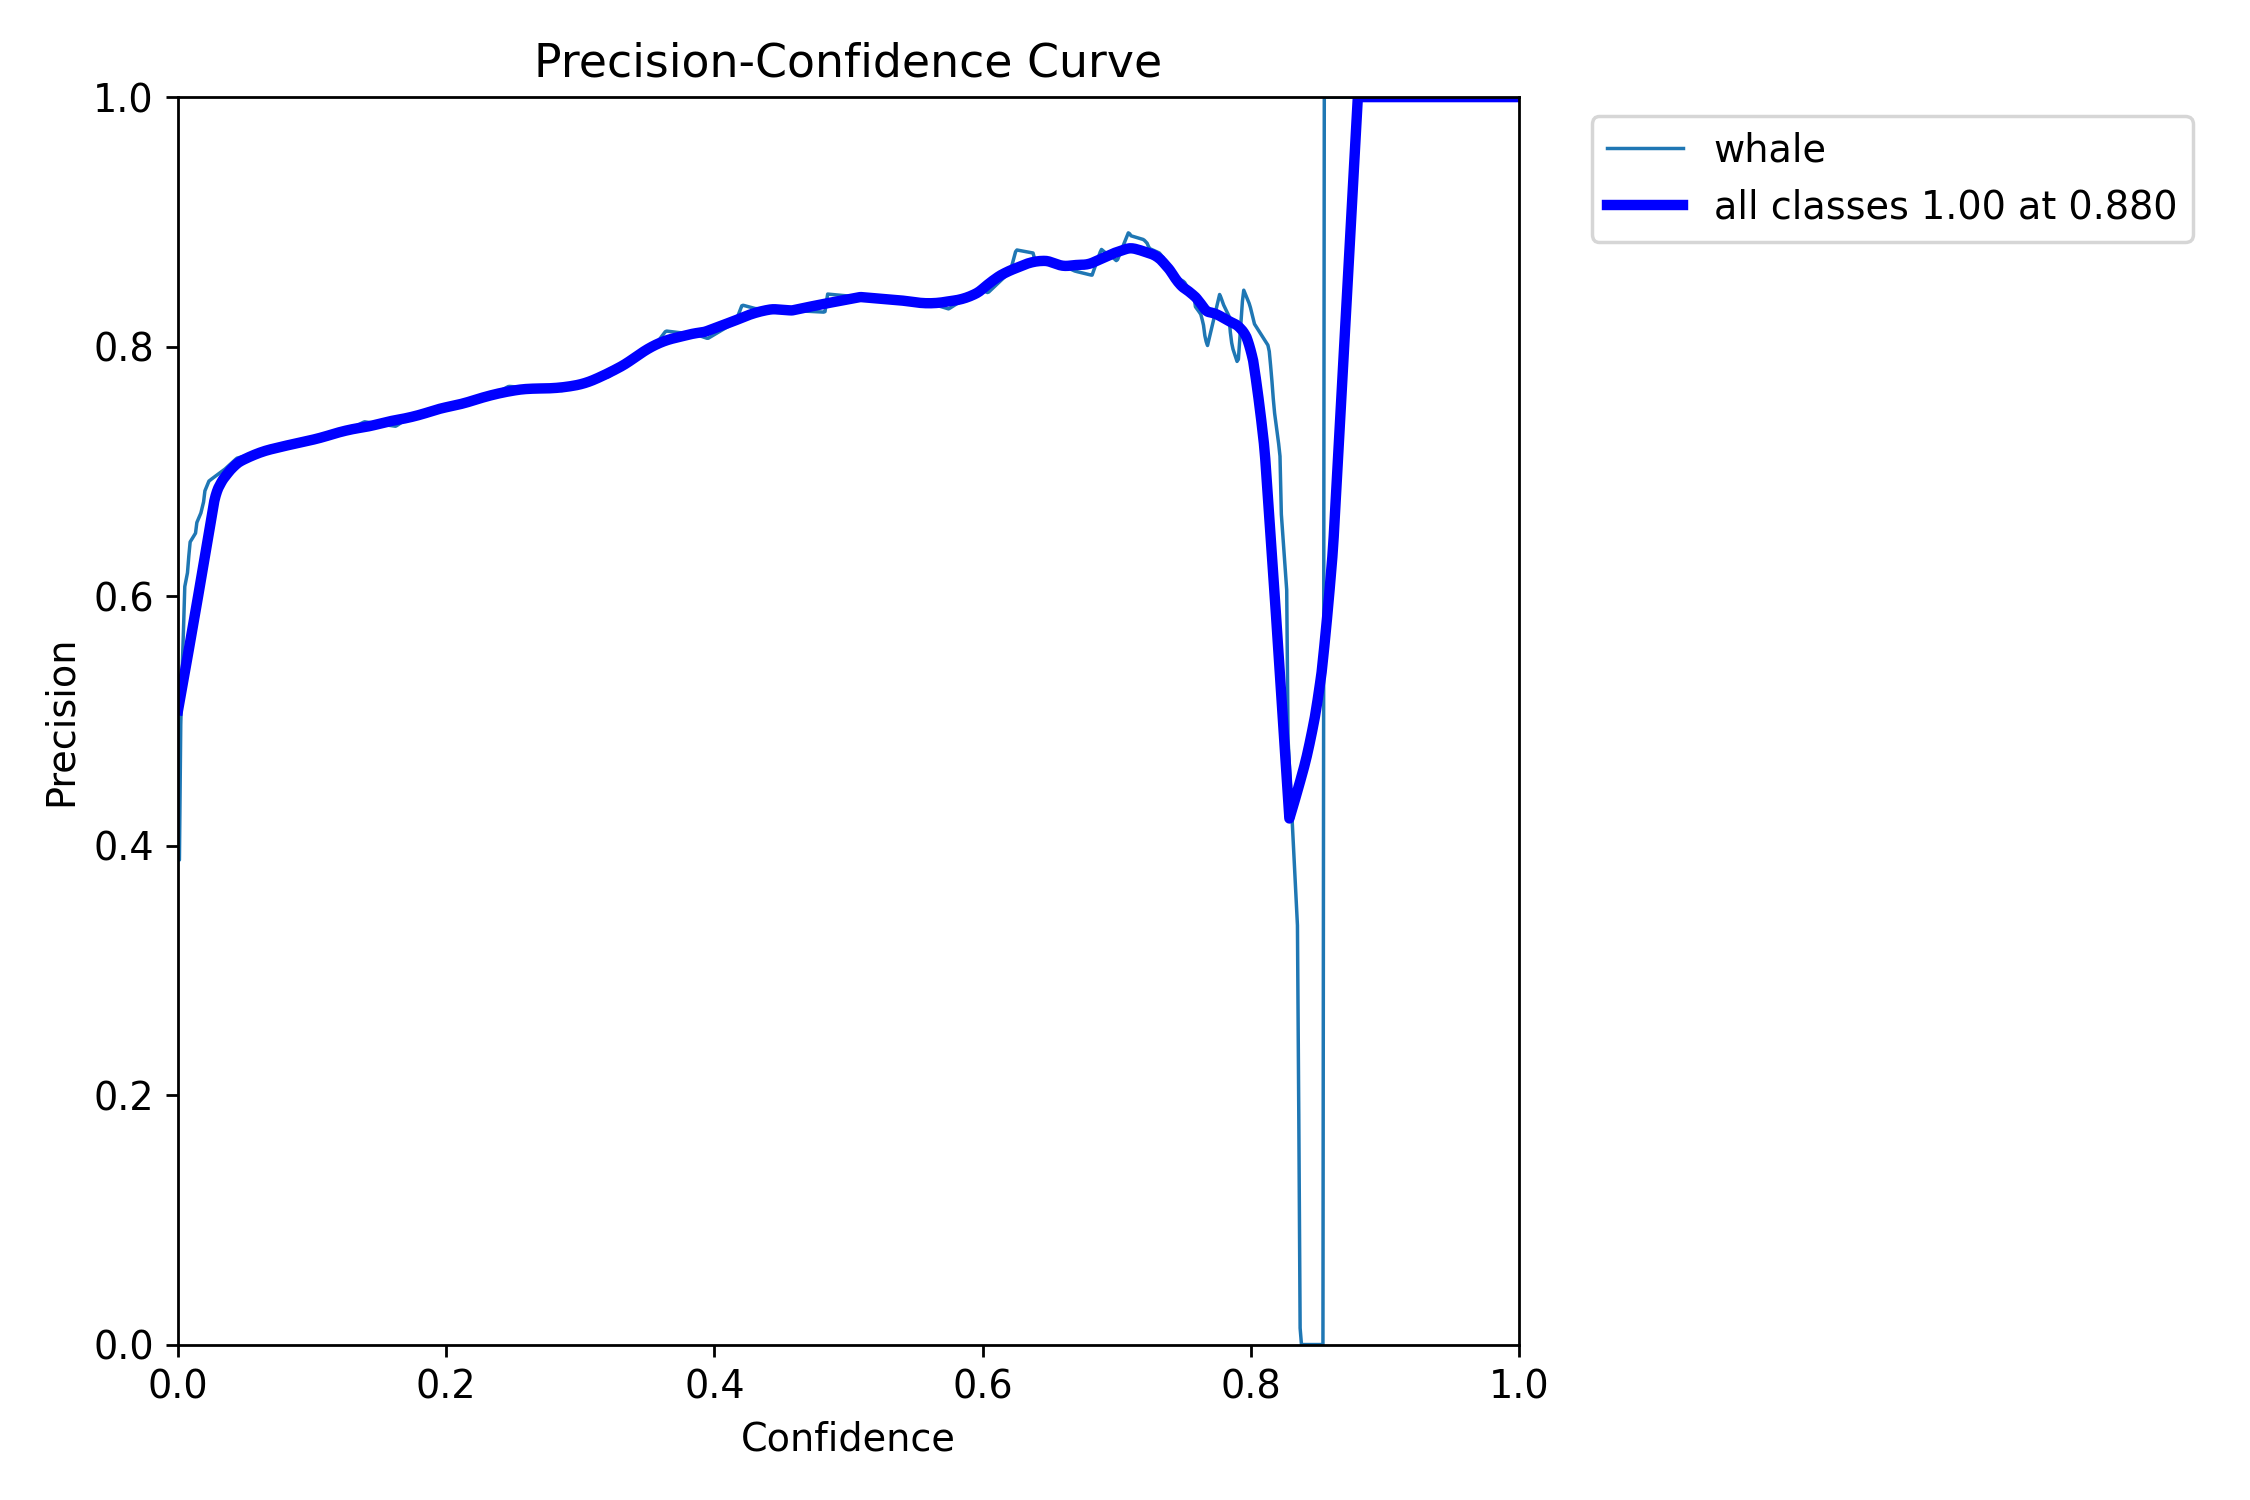 Precision-Confidence Curve
1.0
0.8
0.6
0.4
0.2
0.0
Precision
0.0 0.2 0.4 0.6 0.8 1.0
Confidence
whale
all classes 1.00 at 0.880